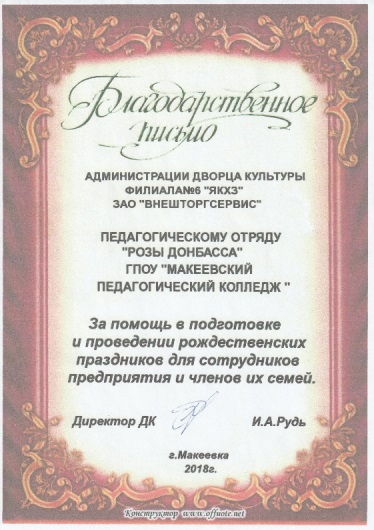 Благодарственное
письмо
АДМИНИСТРАЦИИ ДВОРЦА КУЛЬТУРЫ
ФИЛИАЛА№6 "ЯКХЗ"
ЗАО "ВНЕШТОРГСЕРВИС"
ПЕДАГОГИЧЕСКОМУ ОТРЯДУ
"РОЗЫ ДОНБАССА"
ГПОУ "МАКЕЕВСКИЙ
ПЕДАГОГИЧЕСКИЙ КОЛЛЕДЖ "
За помощь в подготовке
и проведении рождественских
праздников для сотрудников
предприятия и членов их семей.
Директор ДК И.А.Рудь
г.Макеевка
2018г.
Конструктор www.offnote.net